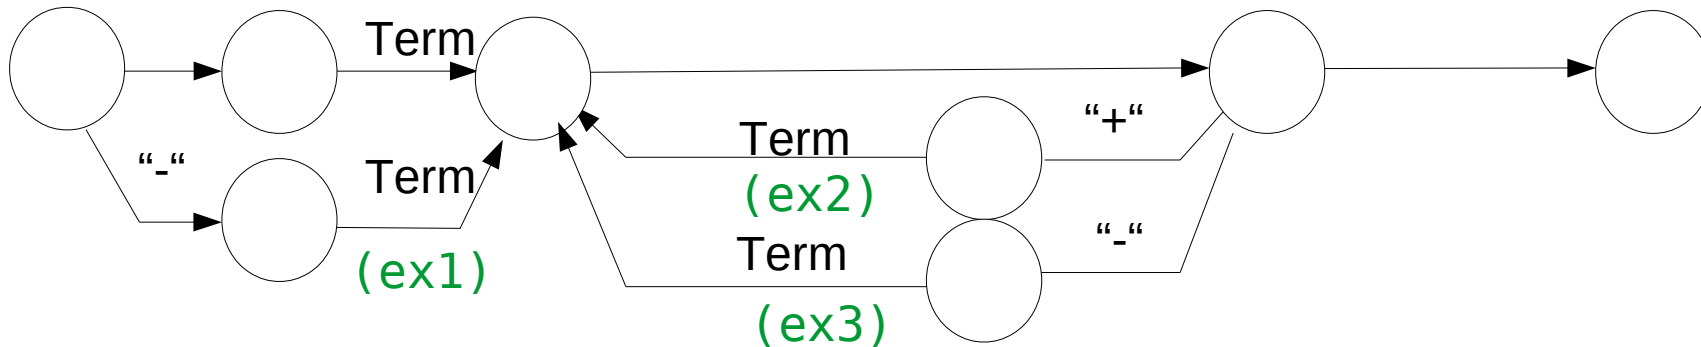 Term
“-“
Term
(ex1)
Term
(ex2)
“+“
Term
(ex3)
“-“